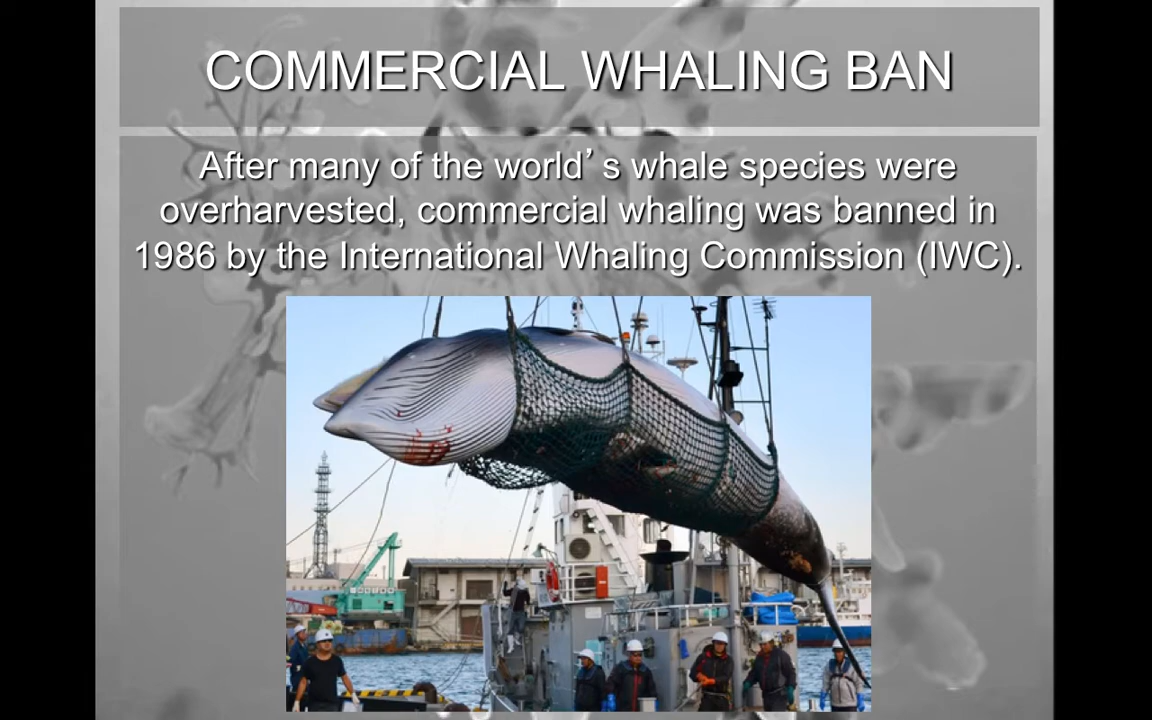 COMMERCIAL WHALING BAN
After many of the world’s whale species were
overharvested, commercial whaling was banned in
1986 by the International Whaling Commission (IWC).